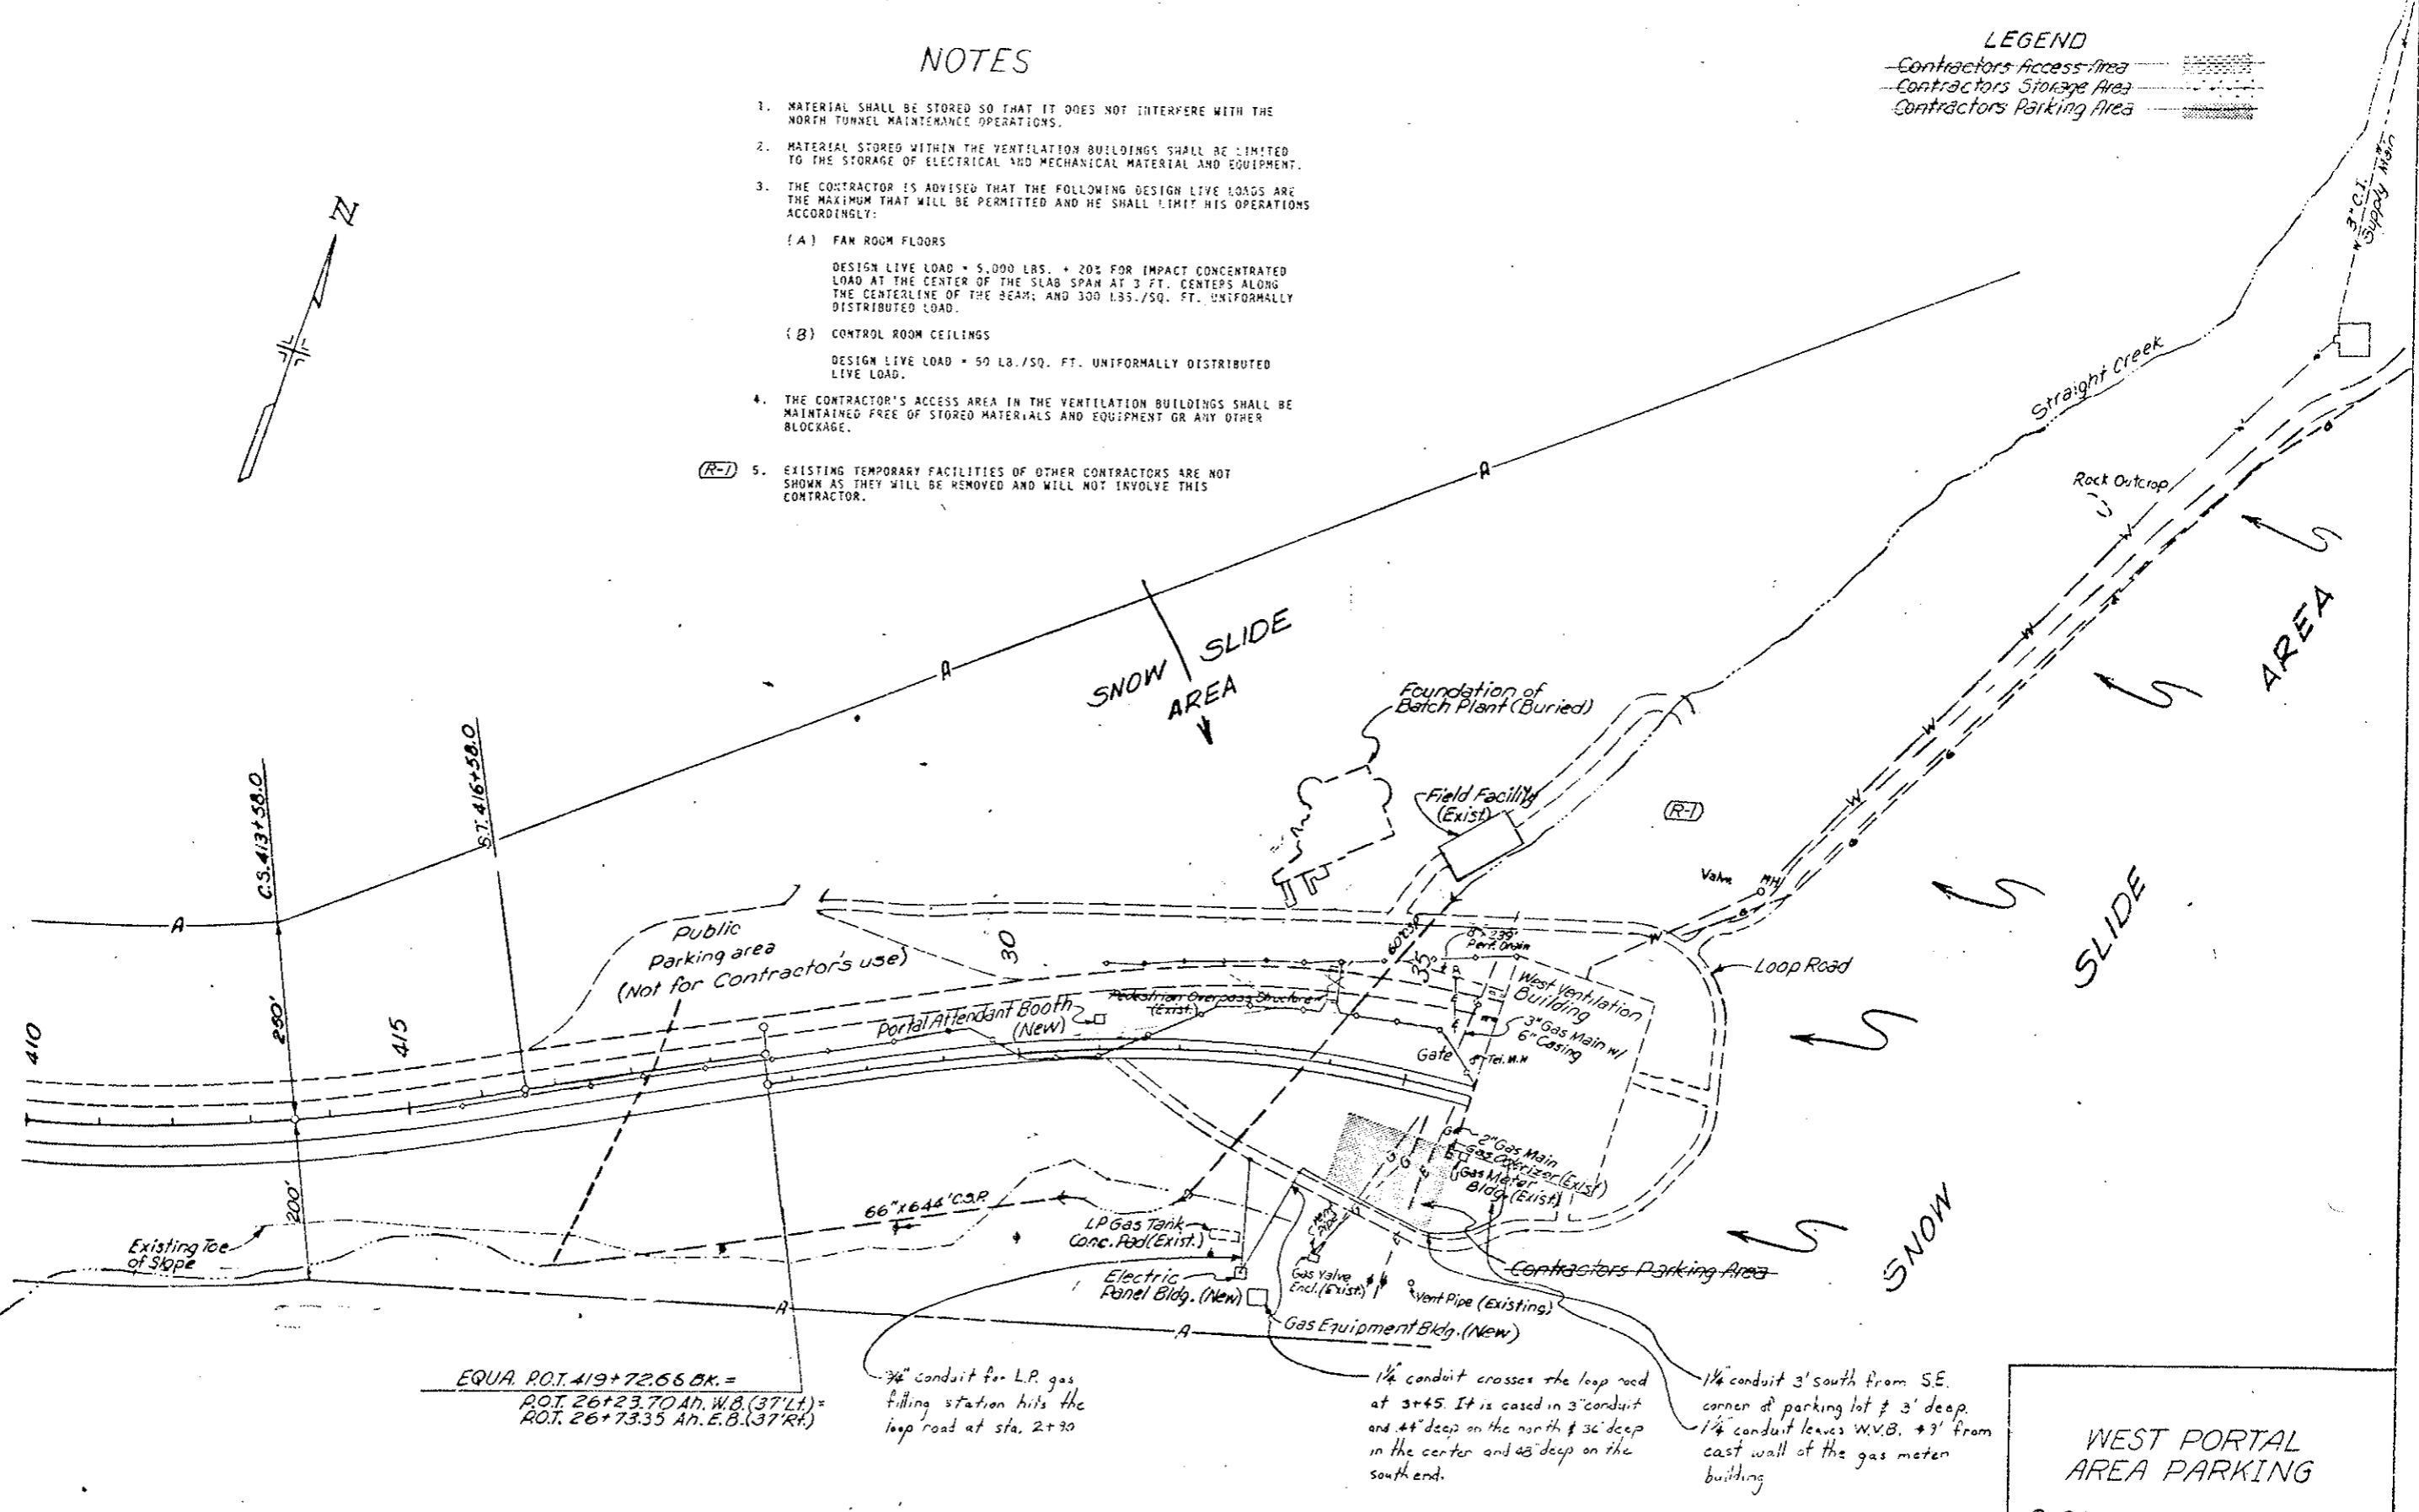 NOTES
1. MATERIAL SHALL BE STORED SO THAT IT DOES NOT INTERFERE WITH THE
NORTH TUNNEL MAINTENANCE OPERATIONS.
2. MATERIAL STORED WITHIN THE VENTILATION BUILDINGS SHALL BE LIMITED
TO THE STORAGE OF ELECTRICAL AND MECHANICAL MATERIAL AND EQUIPMENT.
3. THE CONTRACTOR IS ADVISED THAT THE FOLLOWING DESIGN LIVE LOADS ARE
THE MAXIMUM THAT WILL BE PERMITTED AND HE SHALL LIMIT HIS OPERATIONS
ACCORDINGLY:
(A) FAN ROOM FLOORS
DESIGN LIVE LOAD = 5,000 LBS. + 20% FOR IMPACT CONCENTRATED
LOAD AT THE CENTER OF THE SLAB SPAN AT 3 FT. CENTERS ALONG
THE CENTERLINE OF THE BEAM; AND 300 LBS./SQ. FT. UNIFORMALLY
DISTRIBUTED LOAD.
(B) CONTROL ROOM CEILINGS
DESIGN LIVE LOAD = 50 LB./SQ. FT. UNIFORMALLY DISTRIBUTED
LIVE LOAD.
4. THE CONTRACTOR'S ACCESS AREA IN THE VENTILATION BUILDINGS SHALL BE
MAINTAINED FREE OF STORED MATERIALS AND EQUIPMENT OR ANY OTHER
BLOCKAGE.
(R-1) 5. EXISTING TEMPORARY FACILITIES OF OTHER CONTRACTORS ARE NOT
SHOWN AS THEY WILL BE REMOVED AND WILL NOT INVOLVE THIS
CONTRACTOR.
LEGEND
Contractors Access Area
Contractors Storage Area
Contractors Parking Area
N
3" C.I.
Supply Main
W
Straight Creek
Rock Outcrop
A
A
A
A
A
SNOW SLIDE
AREA
SNOW SLIDE AREA
Foundation of
Batch Plant (Buried)
Field Facility
(Exist)
(R-1)
Valve
MH
W
W
W
W
W
Loop Road
C.S. 413+58.0
S.T. 416+58.0
250'
200'
410
415
30
35
Public
Parking area
(Not for Contractor's use)
Portal Attendant Booth
(New)
Pedestrian Overpass Structure
(Exist.)
Perf. Drain
West Ventilation
Building
3" Gas Main w/
6" Casing
Gate
Tel. M.H
2" Gas Main
Gas Meter
Bldg. (Exist)
66" x 644' C.S.P.
LP Gas Tank
Conc. Pad (Exist.)
Existing Toe
of Slope
Electric
Panel Bldg. (New)
Gas Valve
Encl. (Exist.)
Vent Pipe (Existing)
Gas Equipment Bldg. (New)
Contractors Parking Area
EQUA. P.O.T. 419+72.66 BK. =
P.O.T. 26+23.70 Ah. W.B. (37' Lt.) =
P.O.T. 26+73.35 Ah. E.B. (37' Rt.)
3/4" conduit for L.P. gas
filling station hits the
loop road at sta. 2+90
1 1/4" conduit crosses the loop road
at 3+45. It is cased in 3" conduit
and 44" deep on the north & 36" deep
in the center and 48" deep on the
south end.
1 1/4" conduit 3' south from S.E.
corner of parking lot & 3' deep.
1 1/4" conduit leaves W.V.B. 9' from
east wall of the gas meter
building
WEST PORTAL
AREA PARKING